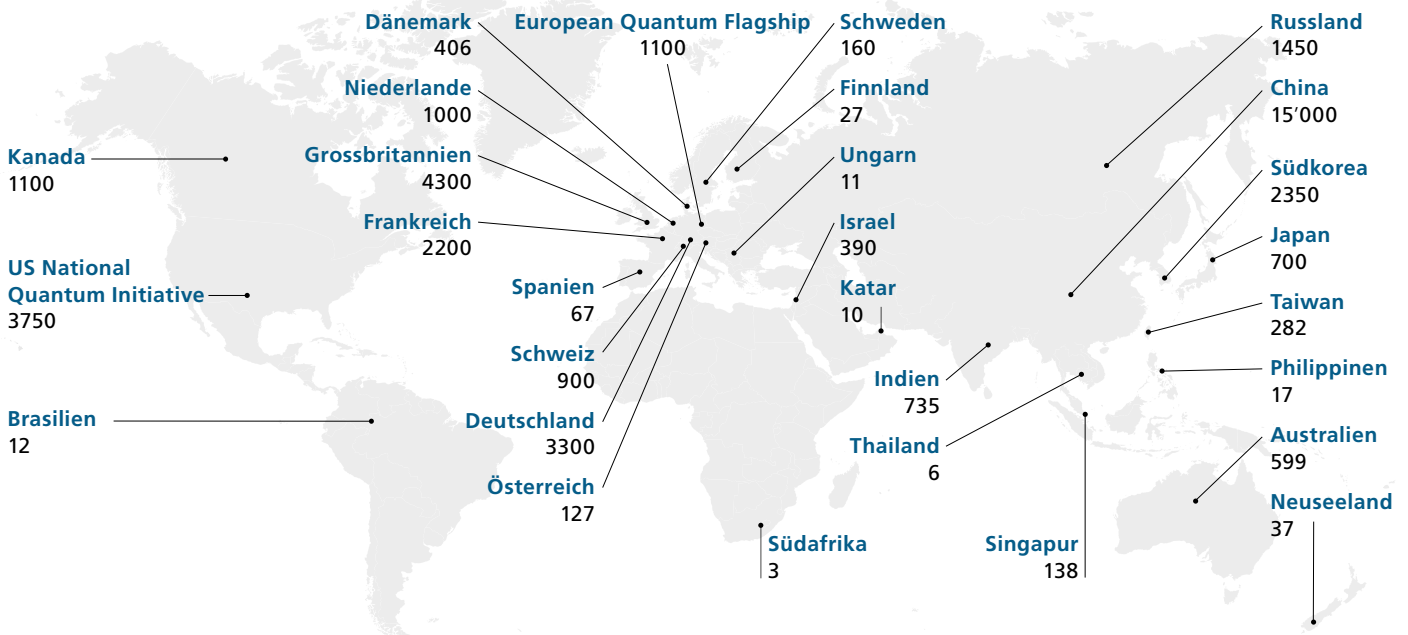 Dänemark
406
European Quantum Flagship
1100
Schweden
160
Russland
1450
Niederlande
1000
Finnland
27
China
15’000
Kanada
1100
Grossbritannien
4300
Ungarn
11
Südkorea
2350
Frankreich
2200
Israel
390
Japan
700
US National
Quantum Initiative
3750
Spanien
67
Katar
10
Taiwan
282
Schweiz
900
Indien
735
Philippinen
17
Brasilien
12
Deutschland
3300
Thailand
6
Australien
599
Österreich
127
Neuseeland
37
Südafrika
3
Singapur
138